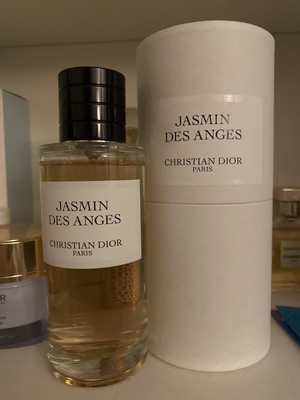 JASMIN
DES ANGES
CHRISTIAN DIOR
PARIS
JASMIN
DES ANGES
CHRISTIAN DIOR
PARIS